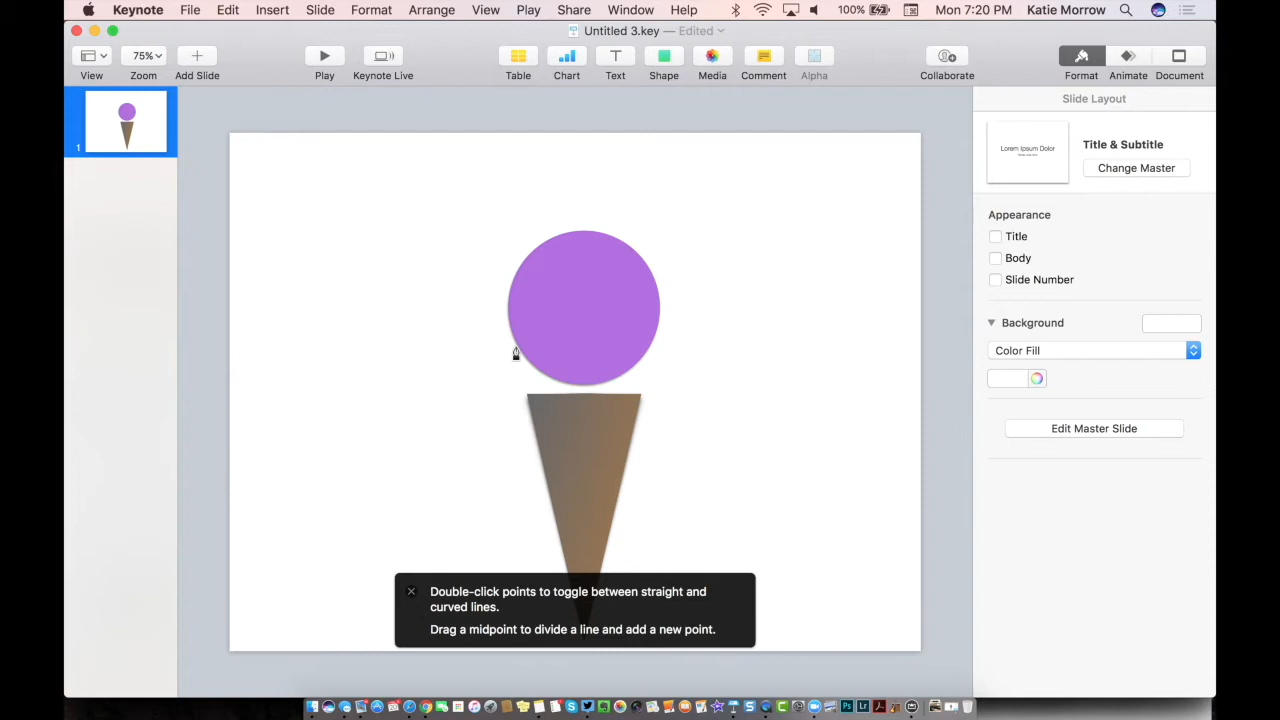 Keynote File Edit Insert Slide Format Arrange View Play Share Window Help 100% Mon 7:20 PM Katie Morrow
Untitled 3.key — Edited
75%
View Zoom Add Slide Play Keynote Live Table Chart Text Shape Media Comment Alpha Collaborate Format Animate Document
Slide Layout
Lorem Ipsum Dolor
Title & Subtitle
Change Master
1
Appearance
Title
Body
Slide Number
Background
Color Fill
Edit Master Slide
Double-click points to toggle between straight and
curved lines.
Drag a midpoint to divide a line and add a new point.
Ps Lr